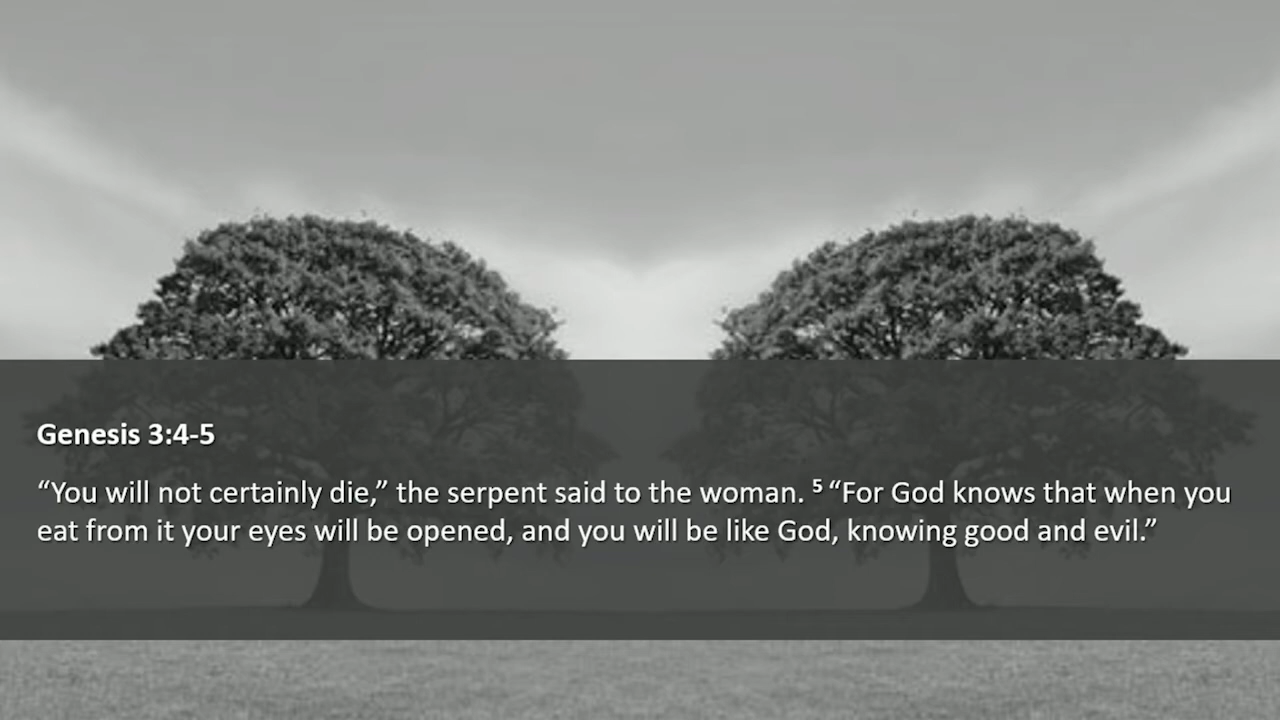 Genesis 3:4-5
“You will not certainly die,” the serpent said to the woman. ⁵ “For God knows that when you
eat from it your eyes will be opened, and you will be like God, knowing good and evil.”